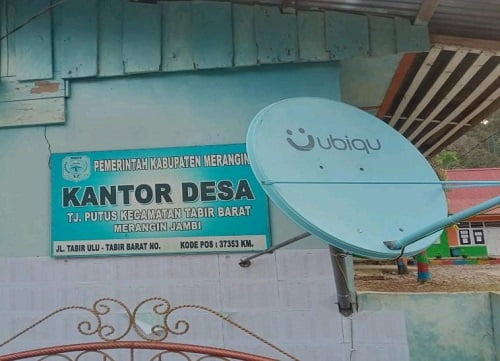 PEMERINTAH KABUPATEN MERANGIN
KANTOR DESA
TJ. PUTUS KECAMATAN TABIR BARAT
MERANGIN JAMBI
JL. TABIR ULU - TABIR BARAT NO. KODE POS : 37353 KM.
ubiqu